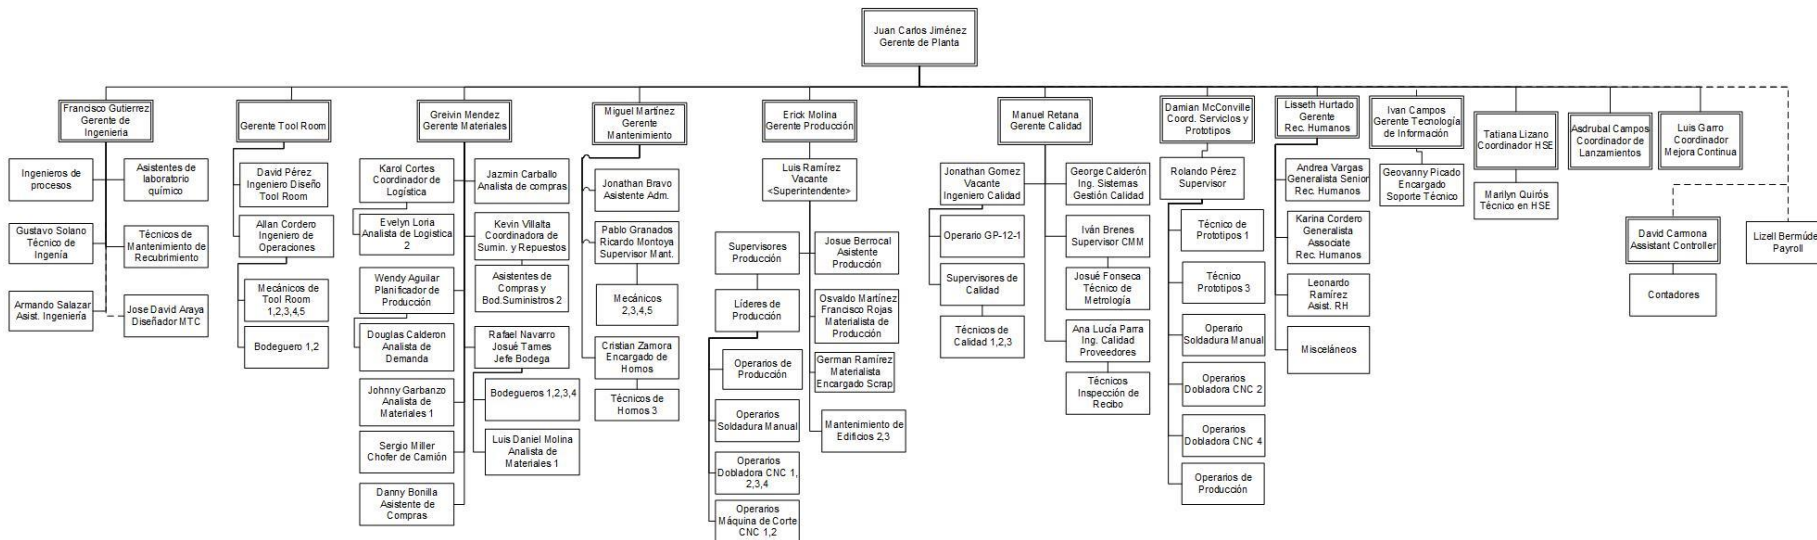 Juan Carlos Jiménez
Gerente de Planta
Francisco Gutierrez
Gerente de
Ingenieria
Gerente Tool Room
Greivin Mendez
Gerente Materiales
Miguel Martínez
Gerente
Mantenimiento
Erick Molina
Gerente Producción
Manuel Retana
Gerente Calidad
Damian McConville
Coord. Servicios y
Prototipos
Lisseth Hurtado
Gerente
Rec. Humanos
Ivan Campos
Gerente Tecnología
de Información
Tatiana Lizano
Coordinador HSE
Asdrubal Campos
Coordinador de
Lanzamientos
Luis Garro
Coordinador
Mejora Continua
Ingenieros de
procesos
Asistentes de
laboratorio
químico
Gustavo Solano
Técnico de
Ingenía
Técnicos de
Mantenimiento de
Recubrimiento
Armando Salazar
Asist. Ingeniería
Jose David Araya
Diseñador MTC
David Pérez
Ingeniero Diseño
Tool Room
Allan Cordero
Ingeniero de
Operaciones
Mecánicos de
Tool Room
1,2,3,4,5
Bodeguero 1,2
Karol Cortes
Coordinador de
Logística
Evelyn Loria
Analista de Logística
2
Wendy Aguilar
Planificador de
Producción
Douglas Calderon
Analista de
Demanda
Johnny Garbanzo
Analista de
Materiales 1
Sergio Miller
Chofer de Camión
Danny Bonilla
Asistente de
Compras
Jazmin Carballo
Analista de compras
Kevin Villalta
Coordinadora de
Sumin. y Repuestos
Asistentes de
Compras y
Bod.Suministros 2
Rafael Navarro
Josué Tames
Jefe Bodega
Bodegueros 1,2,3,4
Luis Daniel Molina
Analista de
Materiales 1
Jonathan Bravo
Asistente Adm.
Pablo Granados
Ricardo Montoya
Supervisor Mant.
Mecánicos
2,3,4,5
Cristian Zamora
Encargado de
Hornos
Técnicos de
Hornos 3
Luis Ramírez
Vacante
<Superintendente>
Supervisores
Producción
Líderes de
Producción
Operarios de
Producción
Operarios
Soldadura Manual
Operarios
Dobladora CNC 1,
2,3,4
Operarios
Máquina de Corte
CNC 1,2
Josue Berrocal
Asistente
Producción
Osvaldo Martínez
Francisco Rojas
Materialista de
Producción
German Ramírez
Materialista
Encargado Scrap
Mantenimiento de
Edificios 2,3
Jonathan Gomez
Vacante
Ingeniero Calidad
Operario GP-12-1
Supervisores de
Calidad
Técnicos de
Calidad 1,2,3
George Calderón
Ing. Sistemas
Gestión Calidad
Iván Brenes
Supervisor CMM
Josué Fonseca
Técnico de
Metrología
Ana Lucía Parra
Ing. Calidad
Proveedores
Técnicos
Inspección de
Recibo
Rolando Pérez
Supervisor
Técnico de
Prototipos 1
Técnico
Prototipos 3
Operario
Soldadura Manual
Operarios
Dobladora CNC 2
Operarios
Dobladora CNC 4
Operarios de
Producción
Andrea Vargas
Generalista Senior
Rec. Humanos
Karina Cordero
Generalista
Associate
Rec. Humanos
Leonardo
Ramírez
Asist. RH
Misceláneos
Geovanny Picado
Encargado
Soporte Técnico
Marilyn Quirós
Técnico en HSE
David Carmona
Assistant Controller
Contadores
Lizell Bermúde
Payroll